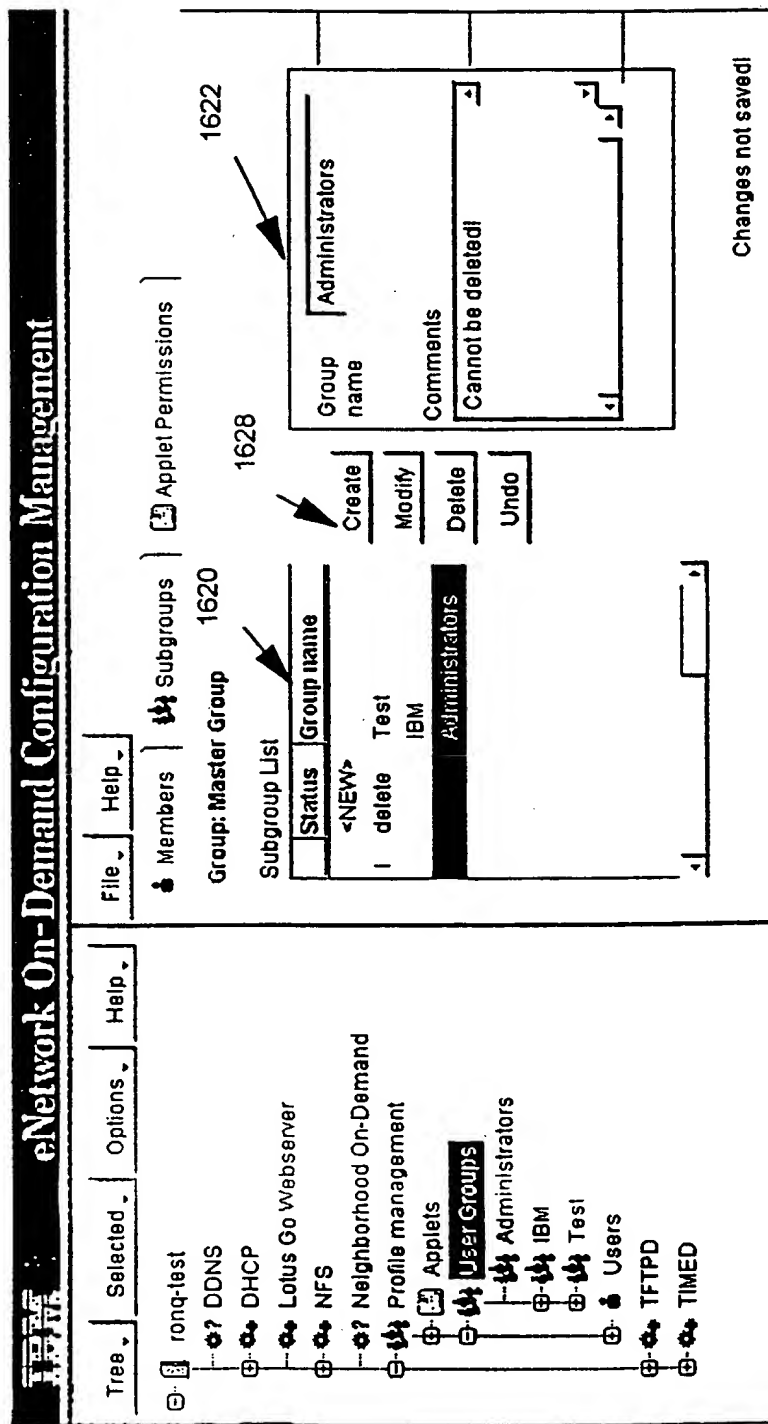 IBM eNetwork On-Demand Configuration Management
Tree Selected Options Help
ronq-test
? DDNS
DHCP
Lotus Go Webserver
NFS
? Neighborhood On-Demand
Profile management
Applets
User Groups
Administrators
IBM
Test
Users
TFTPD
TIMED
File Help
Members Subgroups Applet Permissions
Group: Master Group
1620
Subgroup List
Status Group name
<NEW>
| delete Test
IBM
Administrators
1628
Create
Modify
Delete
Undo
1622
Group name Administrators
Comments
Cannot be deleted!
Changes not saved!